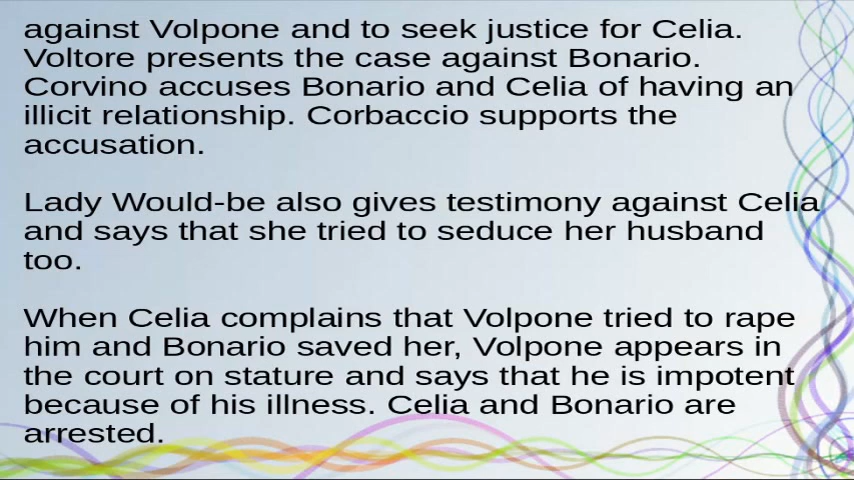 against Volpone and to seek justice for Celia.
Voltore presents the case against Bonario.
Corvino accuses Bonario and Celia of having an
illicit relationship. Corbaccio supports the
accusation.
Lady Would-be also gives testimony against Celia
and says that she tried to seduce her husband
too.
When Celia complains that Volpone tried to rape
him and Bonario saved her, Volpone appears in
the court on stature and says that he is impotent
because of his illness. Celia and Bonario are
arrested.